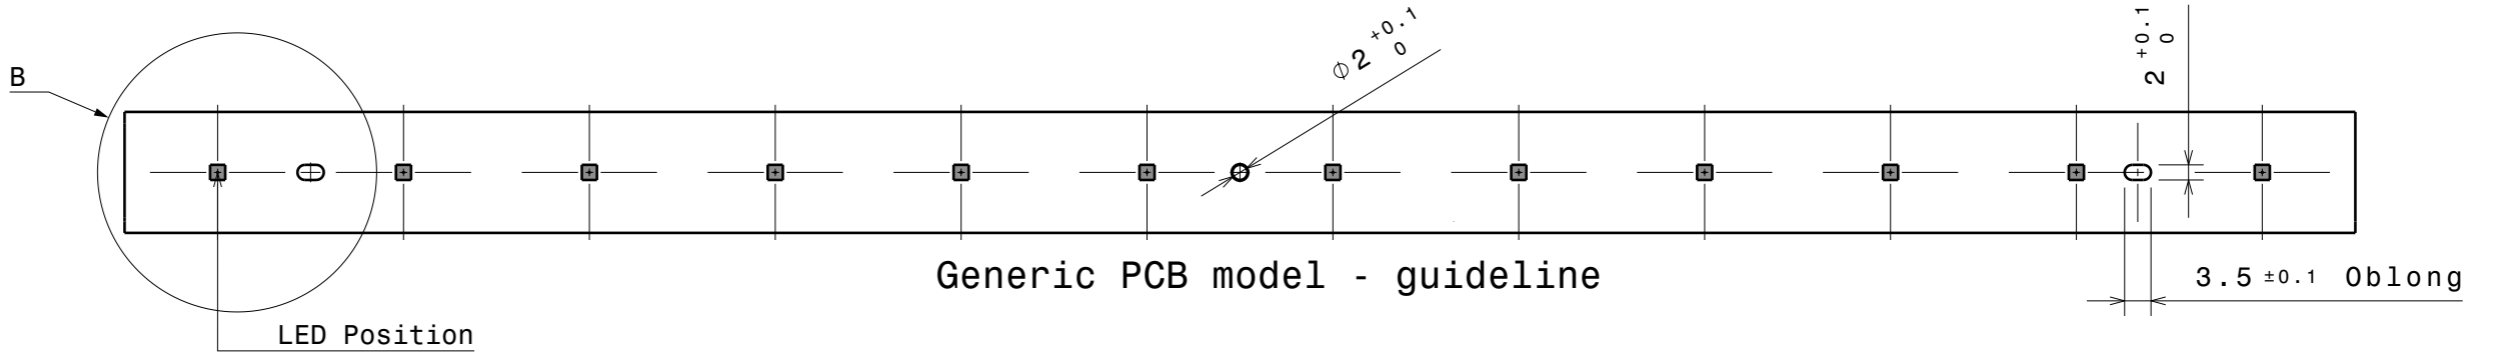 B
⌀2 +0.1
0
2 +0.1
0
Generic PCB model - guideline
3.5 ±0.1 Oblong
LED Position